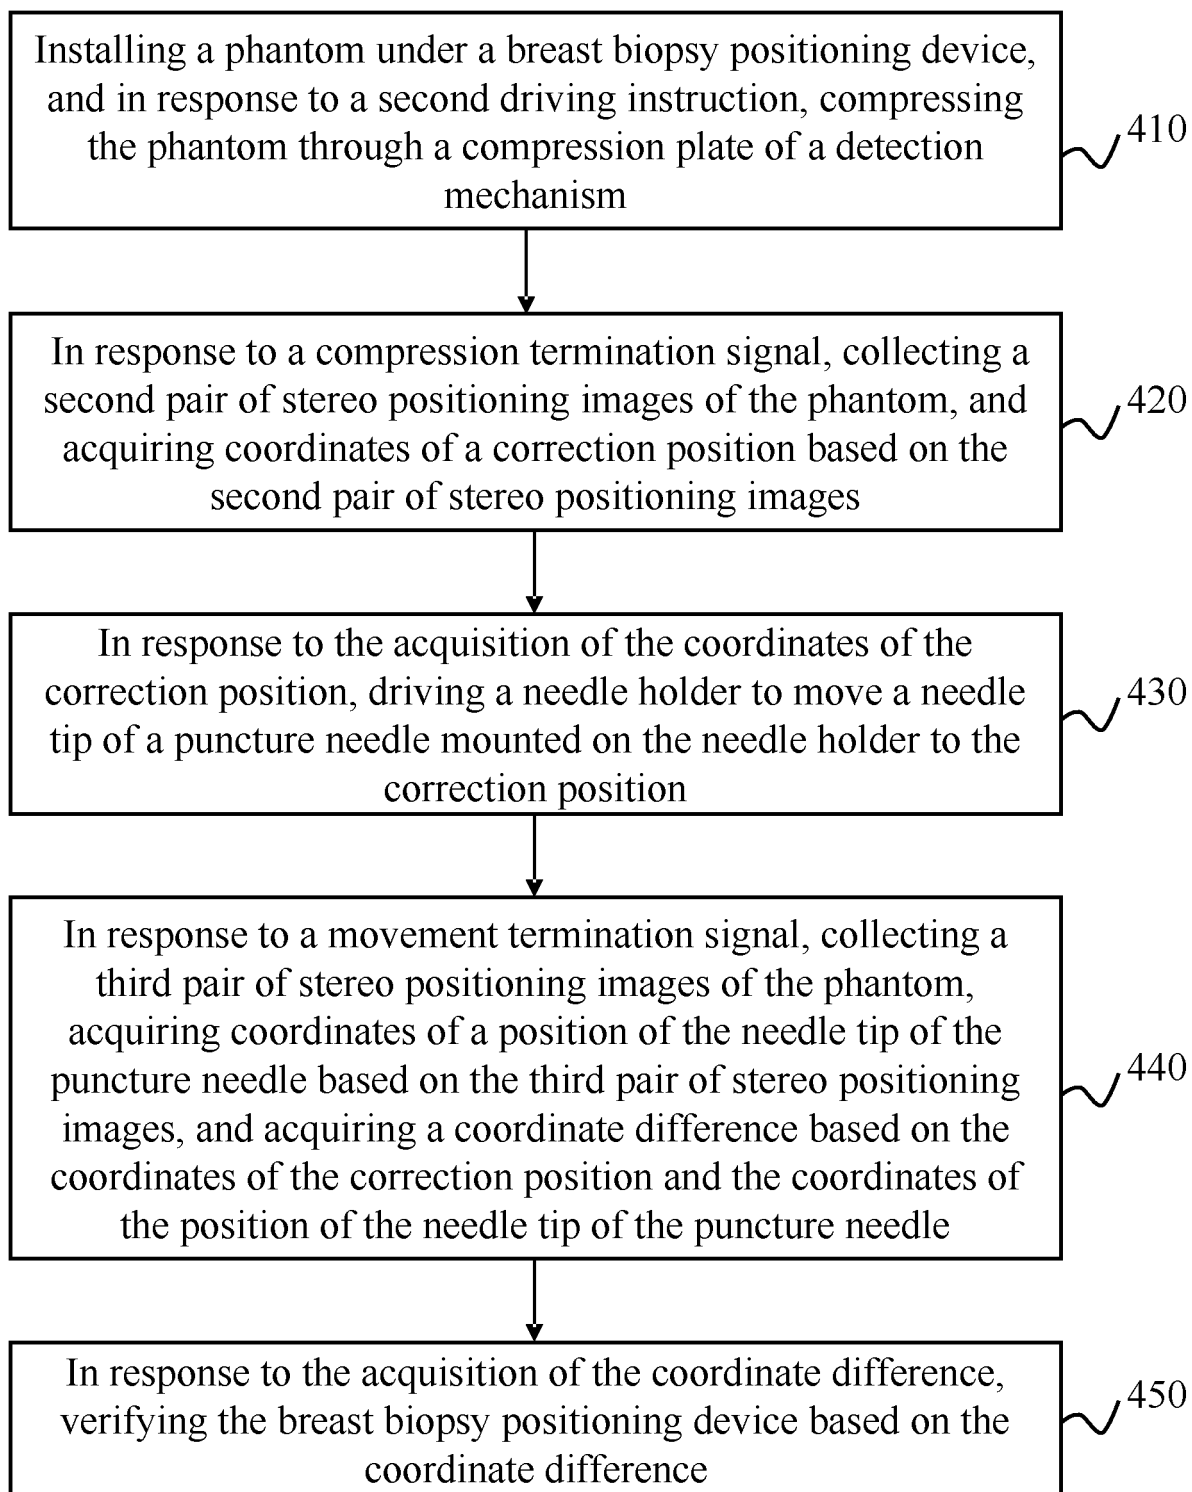 Installing a phantom under a breast biopsy positioning device,
and in response to a second driving instruction, compressing
the phantom through a compression plate of a detection
mechanism
410
In response to a compression termination signal, collecting a
second pair of stereo positioning images of the phantom, and
acquiring coordinates of a correction position based on the
second pair of stereo positioning images
420
In response to the acquisition of the coordinates of the
correction position, driving a needle holder to move a needle
tip of a puncture needle mounted on the needle holder to the
correction position
430
In response to a movement termination signal, collecting a
third pair of stereo positioning images of the phantom,
acquiring coordinates of a position of the needle tip of the
puncture needle based on the third pair of stereo positioning
images, and acquiring a coordinate difference based on the
coordinates of the correction position and the coordinates of
the position of the needle tip of the puncture needle
440
In response to the acquisition of the coordinate difference,
verifying the breast biopsy positioning device based on the
coordinate difference
450